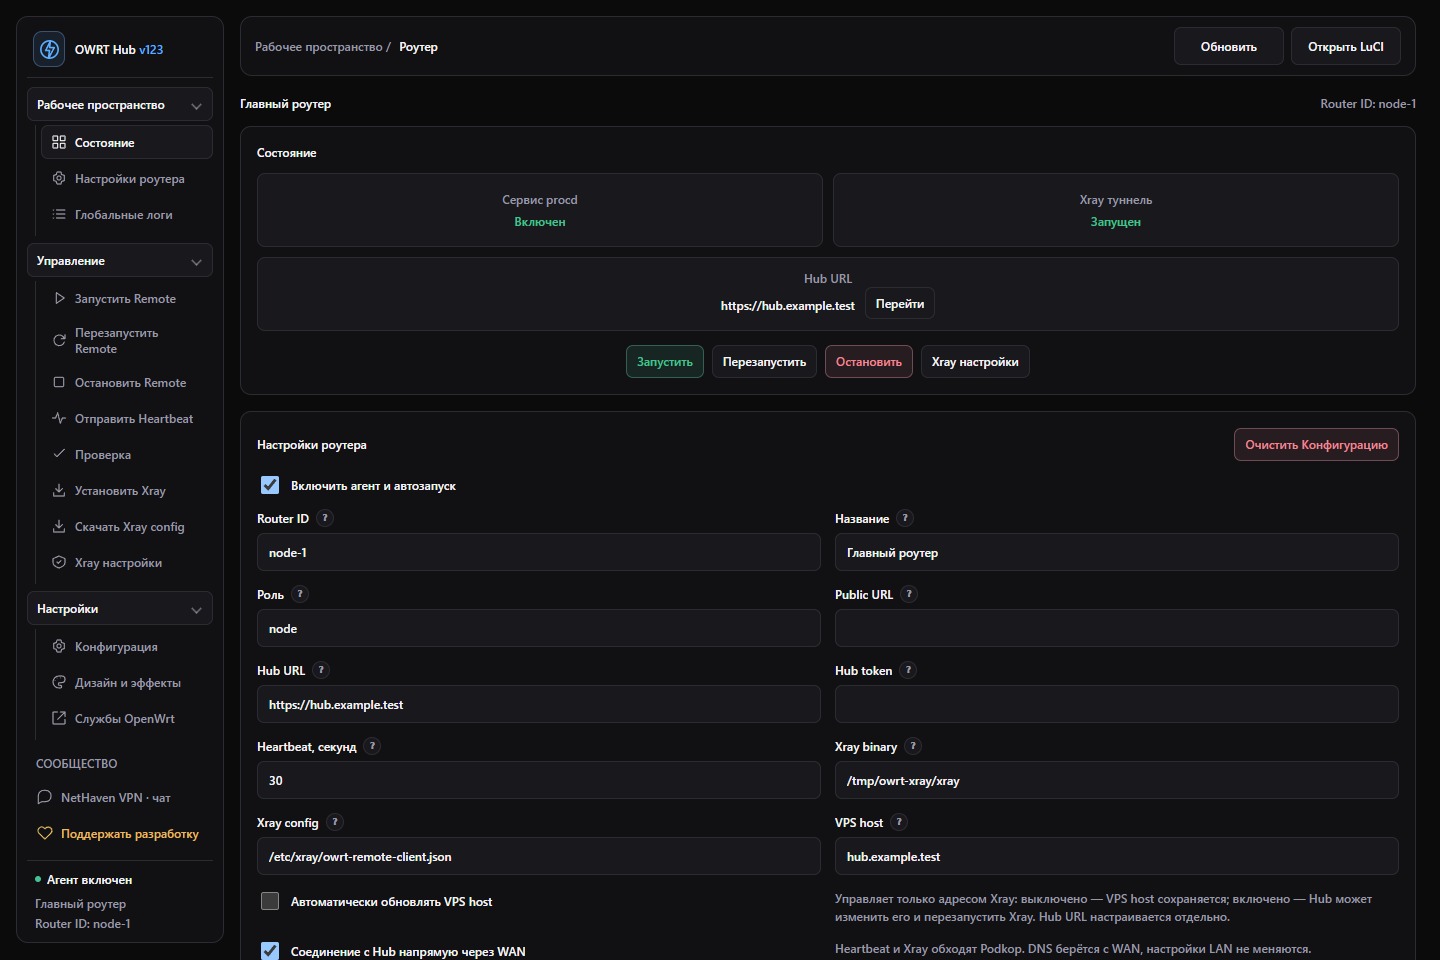 OWRT Hub v123
Рабочее пространство
Состояние
Настройки роутера
Глобальные логи
Управление
Запустить Remote
Перезапустить
Remote
Остановить Remote
Отправить Heartbeat
Проверка
Установить Xray
Скачать Xray config
Xray настройки
Настройки
Конфигурация
Дизайн и эффекты
Службы OpenWrt
СООБЩЕСТВО
NetHaven VPN · чат
Поддержать разработку
Агент включен
Главный роутер
Router ID: node-1
Рабочее пространство / Роутер
Обновить
Открыть LuCI
Главный роутер
Router ID: node-1
Состояние
Сервис procd
Включен
Xray туннель
Запущен
Hub URL
https://hub.example.test
Перейти
Запустить
Перезапустить
Остановить
Xray настройки
Настройки роутера
Очистить Конфигурацию
Включить агент и автозапуск
Router ID ?
node-1
Название ?
Главный роутер
Роль ?
node
Public URL ?
Hub URL ?
https://hub.example.test
Hub token ?
Heartbeat, секунд ?
30
Xray binary ?
/tmp/owrt-xray/xray
Xray config ?
/etc/xray/owrt-remote-client.json
VPS host ?
hub.example.test
Автоматически обновлять VPS host
Управляет только адресом Xray: выключено — VPS host сохраняется; включено — Hub может
изменить его и перезапустить Xray. Hub URL настраивается отдельно.
Соединение с Hub напрямую через WAN
Heartbeat и Xray обходят Podkop. DNS берётся с WAN, настройки LAN не меняются.